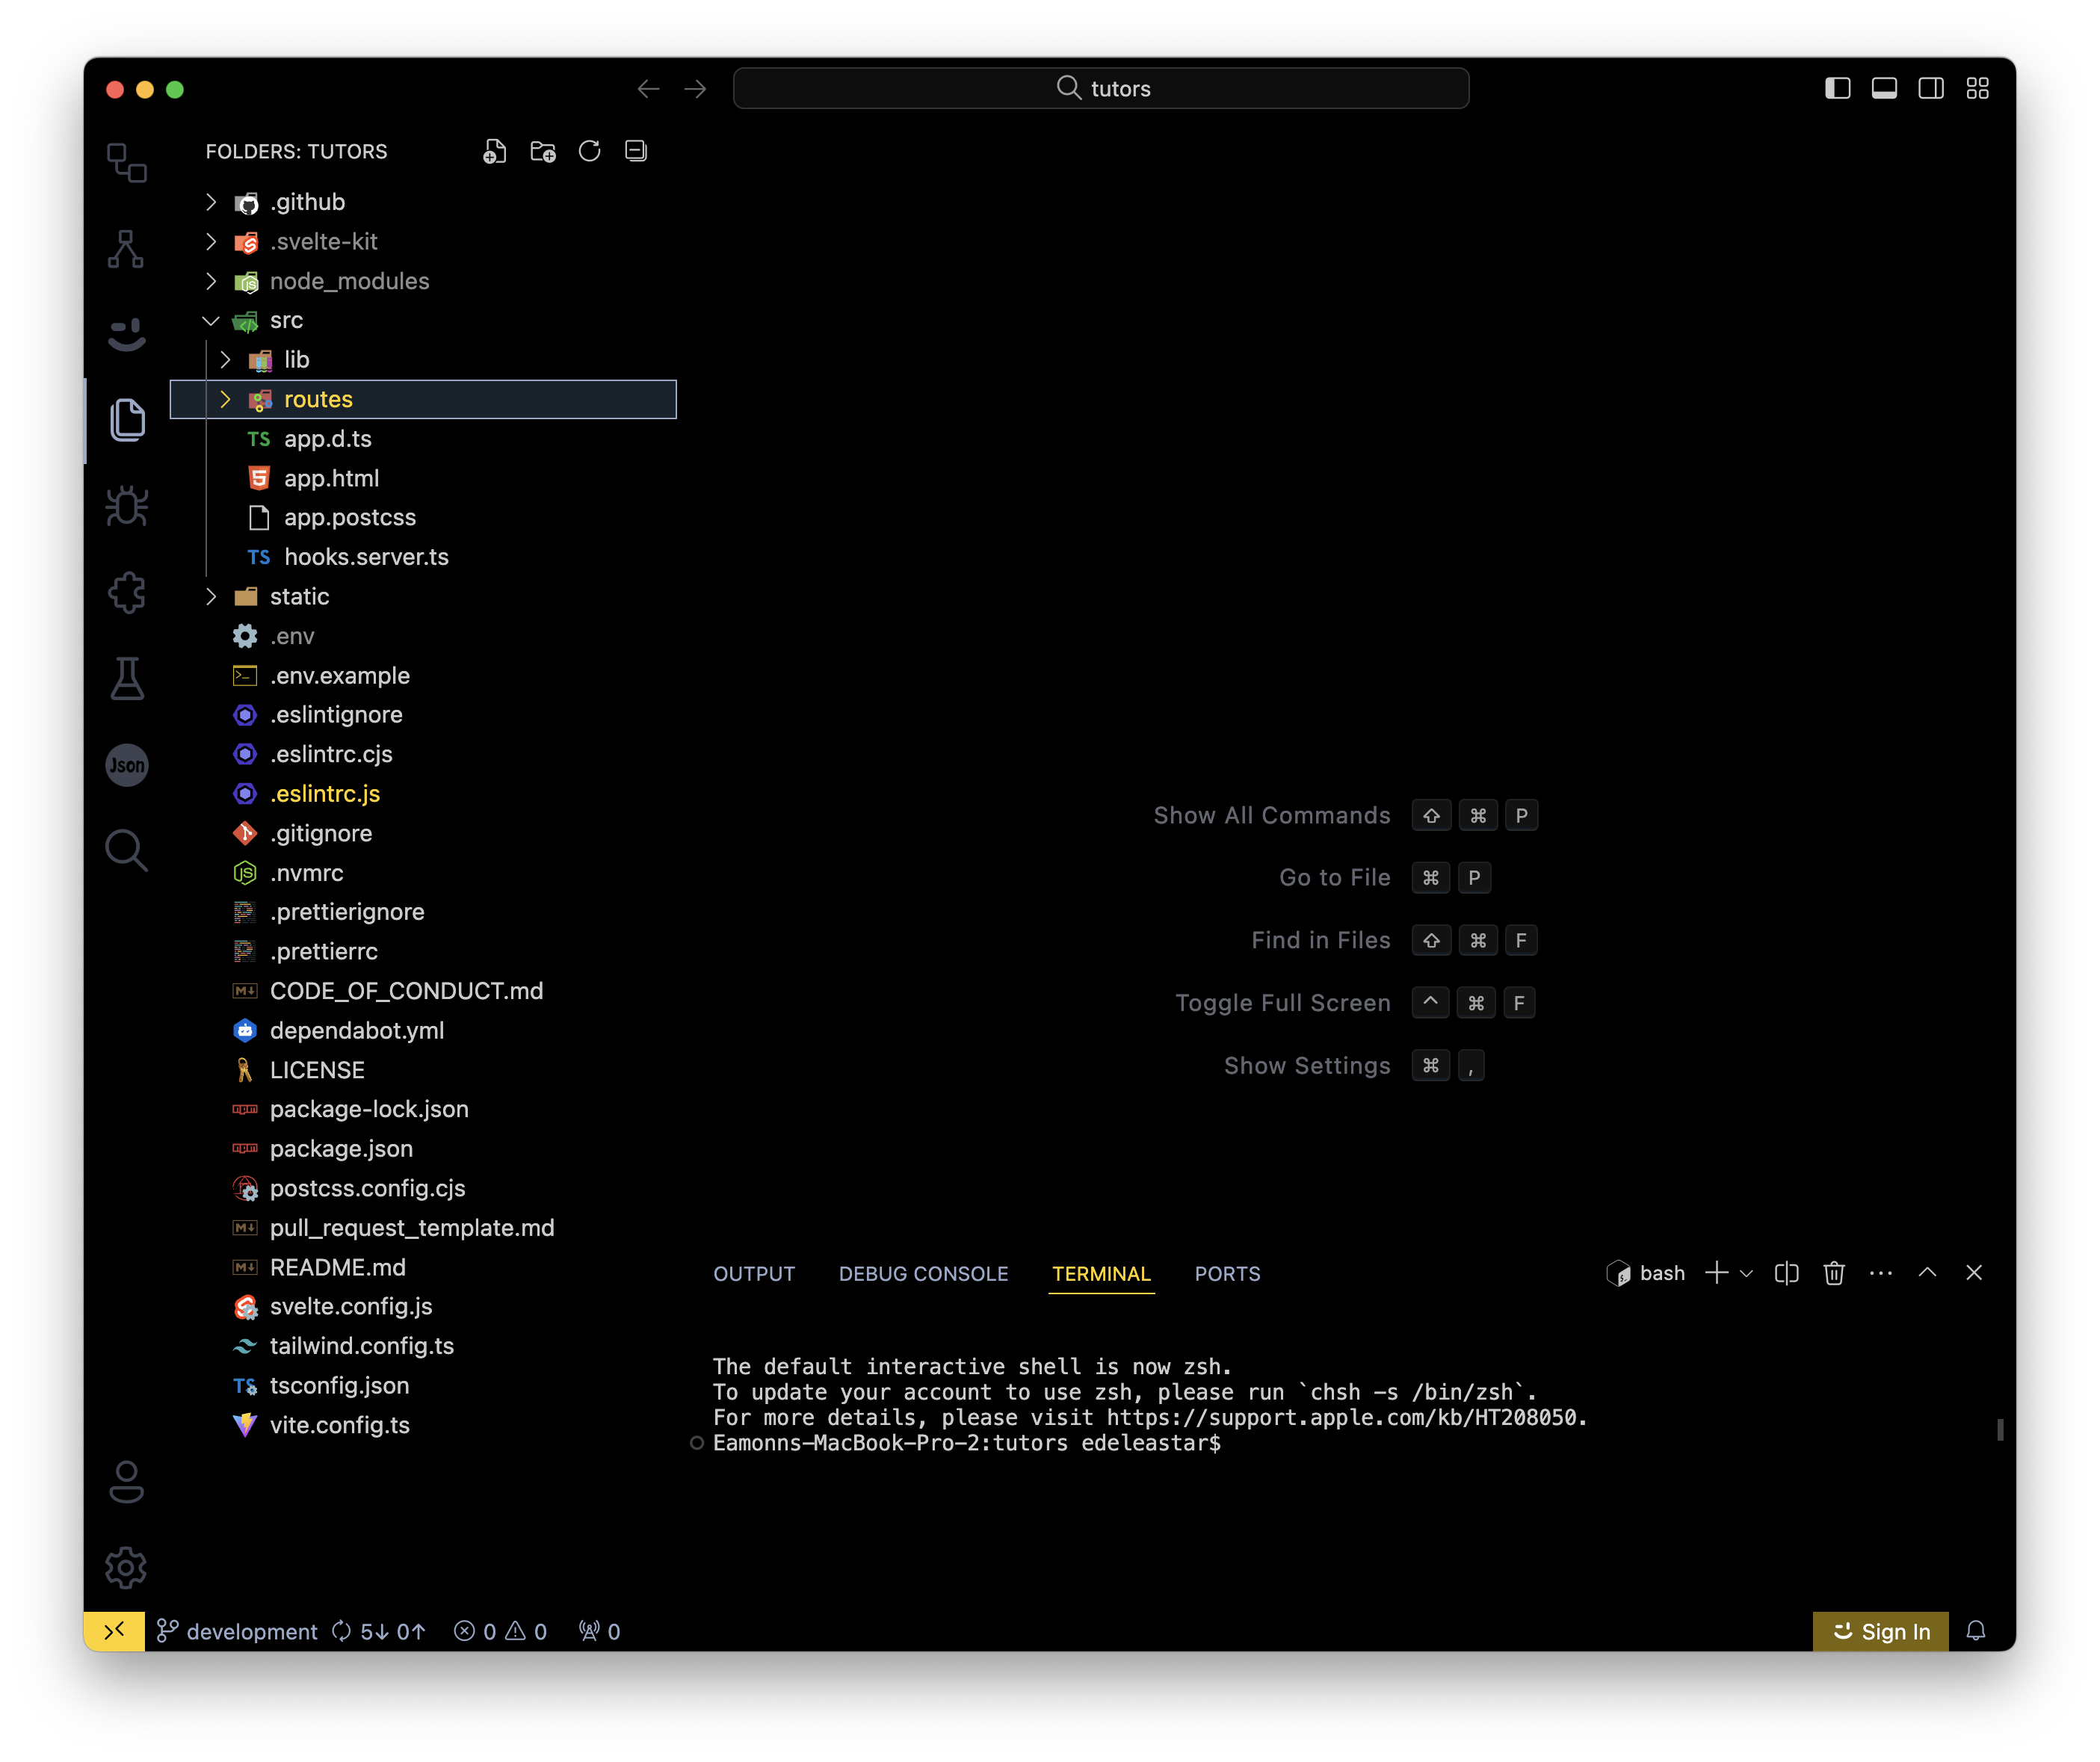 tutors
FOLDERS: TUTORS
.github
.svelte-kit
node_modules
src
lib
routes
TS app.d.ts
app.html
app.postcss
TS hooks.server.ts
static
.env
.env.example
.eslintignore
.eslintrc.cjs
.eslintrc.js
.gitignore
.nvmrc
.prettierignore
.prettierrc
CODE_OF_CONDUCT.md
dependabot.yml
LICENSE
package-lock.json
package.json
postcss.config.cjs
pull_request_template.md
README.md
svelte.config.js
tailwind.config.ts
TS tsconfig.json
vite.config.ts
Json
Show All Commands ⇧ ⌘ P
Go to File ⌘ P
Find in Files ⇧ ⌘ F
Toggle Full Screen ^ ⌘ F
Show Settings ⌘ ,
OUTPUT DEBUG CONSOLE TERMINAL PORTS bash
The default interactive shell is now zsh.
To update your account to use zsh, please run `chsh -s /bin/zsh`.
For more details, please visit https://support.apple.com/kb/HT208050.
Eamonns-MacBook-Pro-2:tutors edeleastar$
development 5↓ 0↑ 0 0 0 Sign In